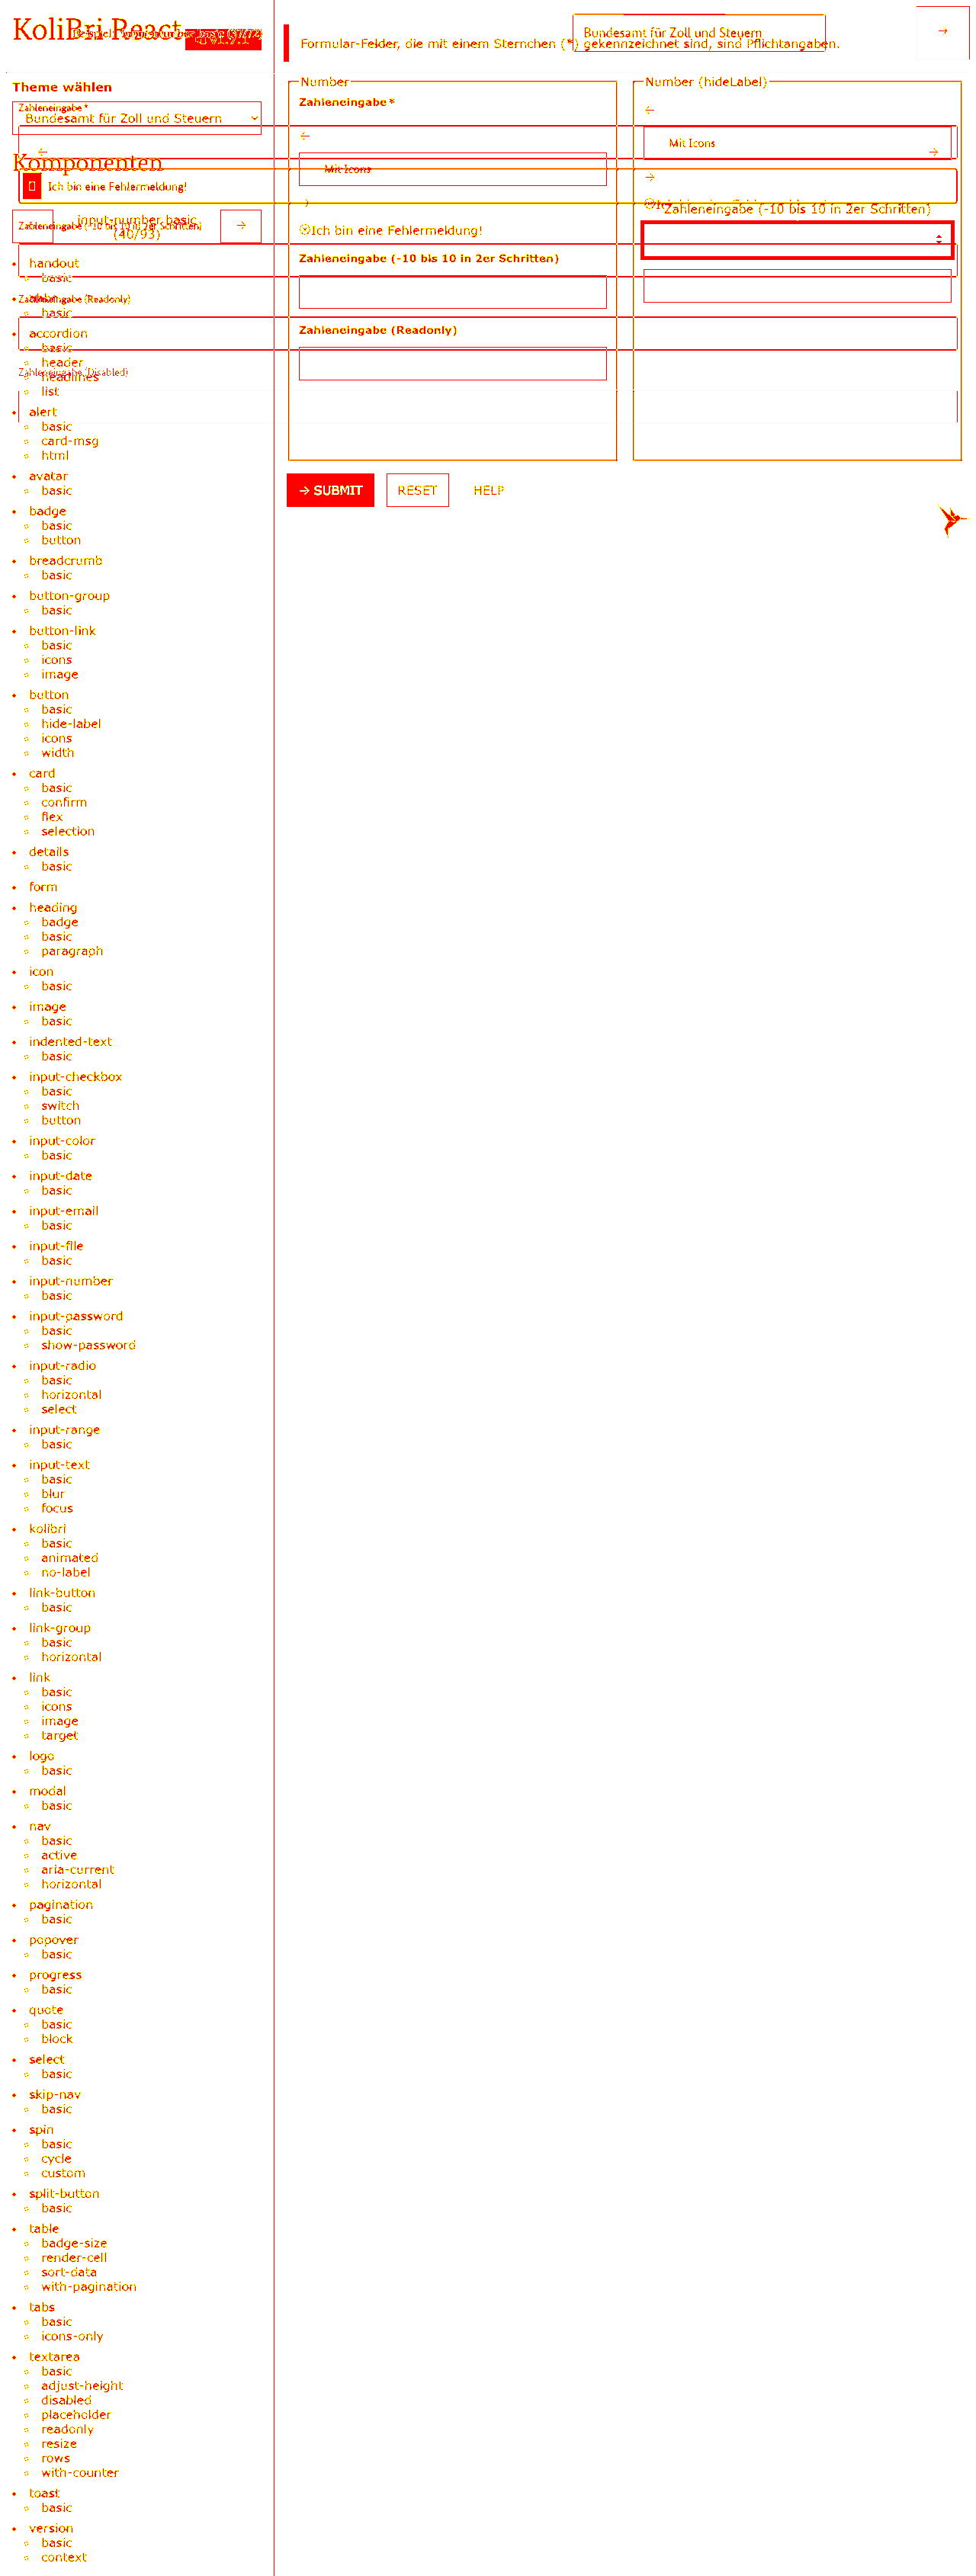 KoliBri React
Bundesamt für Zoll und Steuern
→
Formular-Felder, die mit einem Sternchen (*) gekennzeichnet sind, sind Pflichtangaben.
Theme wählen
Zahleneingabe *
Bundesamt für Zoll und Steuern
Komponenten
Ich bin eine Fehlermeldung!
input-number basic
(40/93)
→
Zahleneingabe (-10 bis 10 in 2er Schritten)
Zahleneingabe (Readonly)
Zahleneingabe (Disabled)
Number
Zahleneingabe *
←
Mit Icons
Ich bin eine Fehlermeldung!
Zahleneingabe (-10 bis 10 in 2er Schritten)
Zahleneingabe (Readonly)
Number (hideLabel)
←
Mit Icons
→
→
Zahleneingabe (-10 bis 10 in 2er Schritten)
→ SUBMIT
RESET
HELP
handout
basic
basic
accordion
basic
header
headlines
list
alert
basic
card-msg
html
avatar
basic
badge
basic
button
breadcrumb
basic
button-group
basic
button-link
basic
icons
image
button
basic
hide-label
icons
width
card
basic
confirm
flex
selection
details
basic
form
heading
badge
basic
paragraph
icon
basic
image
basic
indented-text
basic
input-checkbox
basic
switch
button
input-color
basic
input-date
basic
input-email
basic
input-file
basic
input-number
basic
input-password
basic
show-password
input-radio
basic
horizontal
select
input-range
basic
input-text
basic
blur
focus
kolibri
basic
animated
no-label
link-button
basic
link-group
basic
horizontal
link
basic
icons
image
target
logo
basic
modal
basic
nav
basic
active
aria-current
horizontal
pagination
basic
popover
basic
progress
basic
quote
basic
block
select
basic
skip-nav
basic
spin
basic
cycle
custom
split-button
basic
table
badge-size
render-cell
sort-data
with-pagination
tabs
basic
icons-only
textarea
basic
adjust-height
disabled
placeholder
readonly
resize
rows
with-counter
toast
basic
version
basic
context